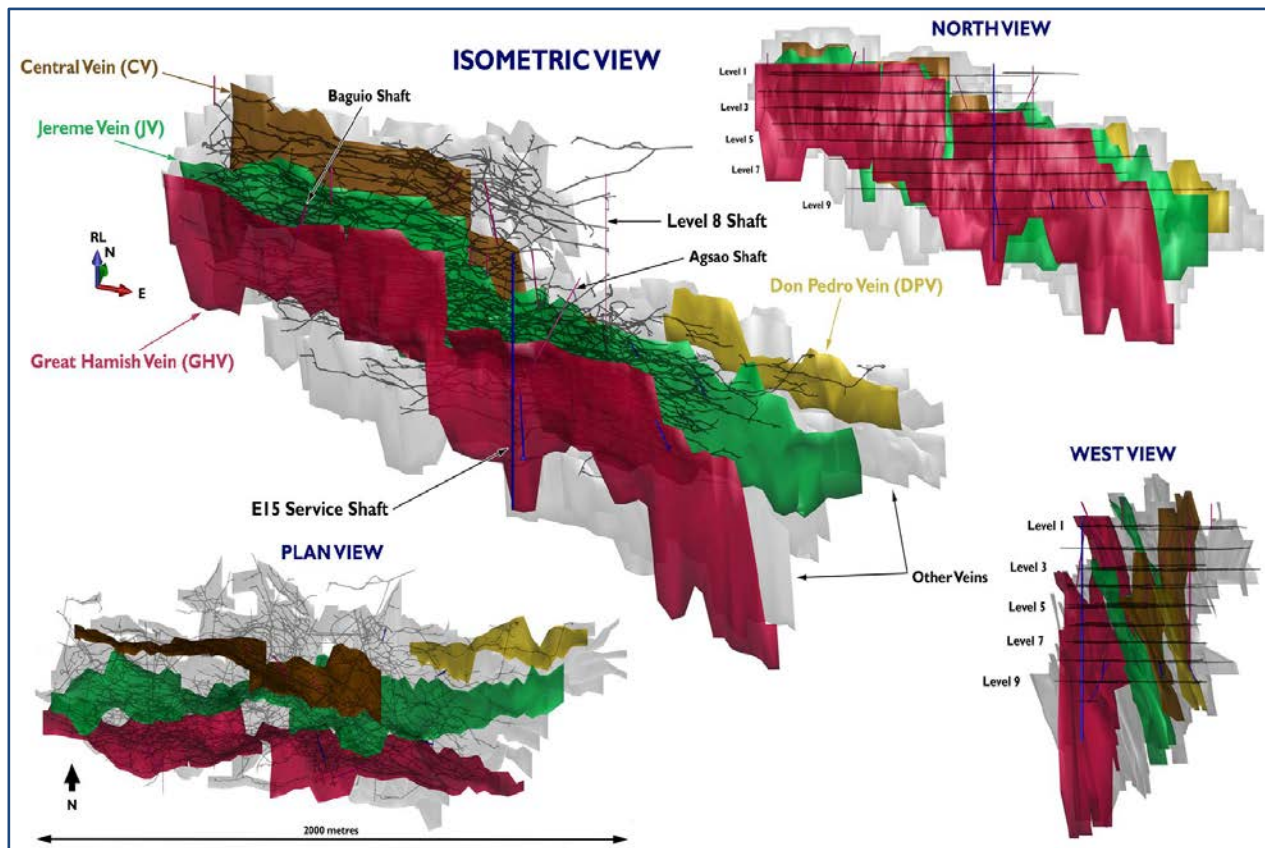 ISOMETRIC VIEW
Central Vein (CV)
Baguio Shaft
Jereme Vein (JV)
Level 8 Shaft
Agsao Shaft
RL
N
E
Don Pedro Vein (DPV)
Great Hamish Vein (GHV)
E15 Service Shaft
Other Veins
NORTH VIEW
Level 1
Level 3
Level 5
Level 7
Level 9
PLAN VIEW
N
2000 metres
WEST VIEW
Level 1
Level 3
Level 5
Level 7
Level 9